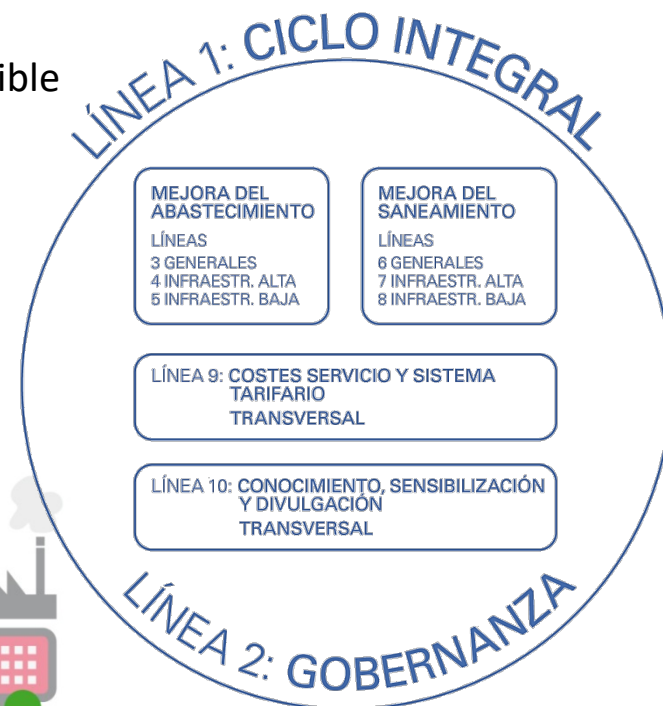 ible
LÍNEA 1: CICLO INTEGRAL
MEJORA DEL
ABASTECIMIENTO
LÍNEAS
3 GENERALES
4 INFRAESTR. ALTA
5 INFRAESTR. BAJA
MEJORA DEL
SANEAMIENTO
LÍNEAS
6 GENERALES
7 INFRAESTR. ALTA
8 INFRAESTR. BAJA
LÍNEA 9: COSTES SERVICIO Y SISTEMA
TARIFARIO
TRANSVERSAL
LÍNEA 10: CONOCIMIENTO, SENSIBILIZACIÓN
Y DIVULGACIÓN
TRANSVERSAL
LÍNEA 2: GOBERNANZA